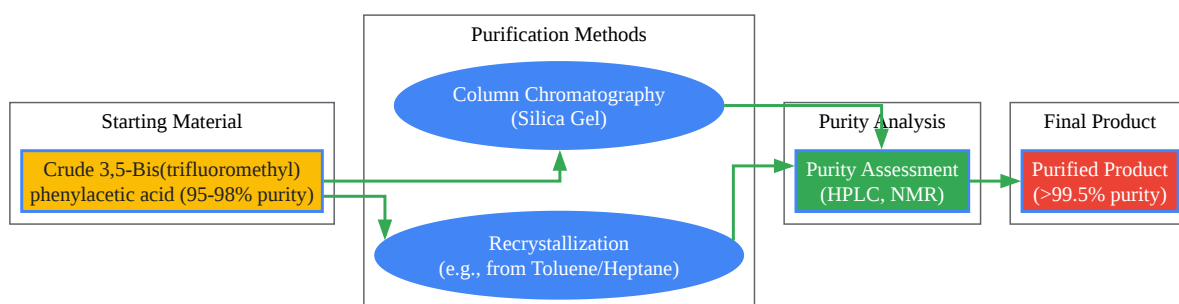 Purification Methods
Column Chromatography
(Silica Gel)
Starting Material
Crude 3,5-Bis(trifluoromethyl)
phenylacetic acid (95-98% purity)
Recrystallization
(e.g., from Toluene/Heptane)
Purity Analysis
Purity Assessment
(HPLC, NMR)
Final Product
Purified Product
(>99.5% purity)